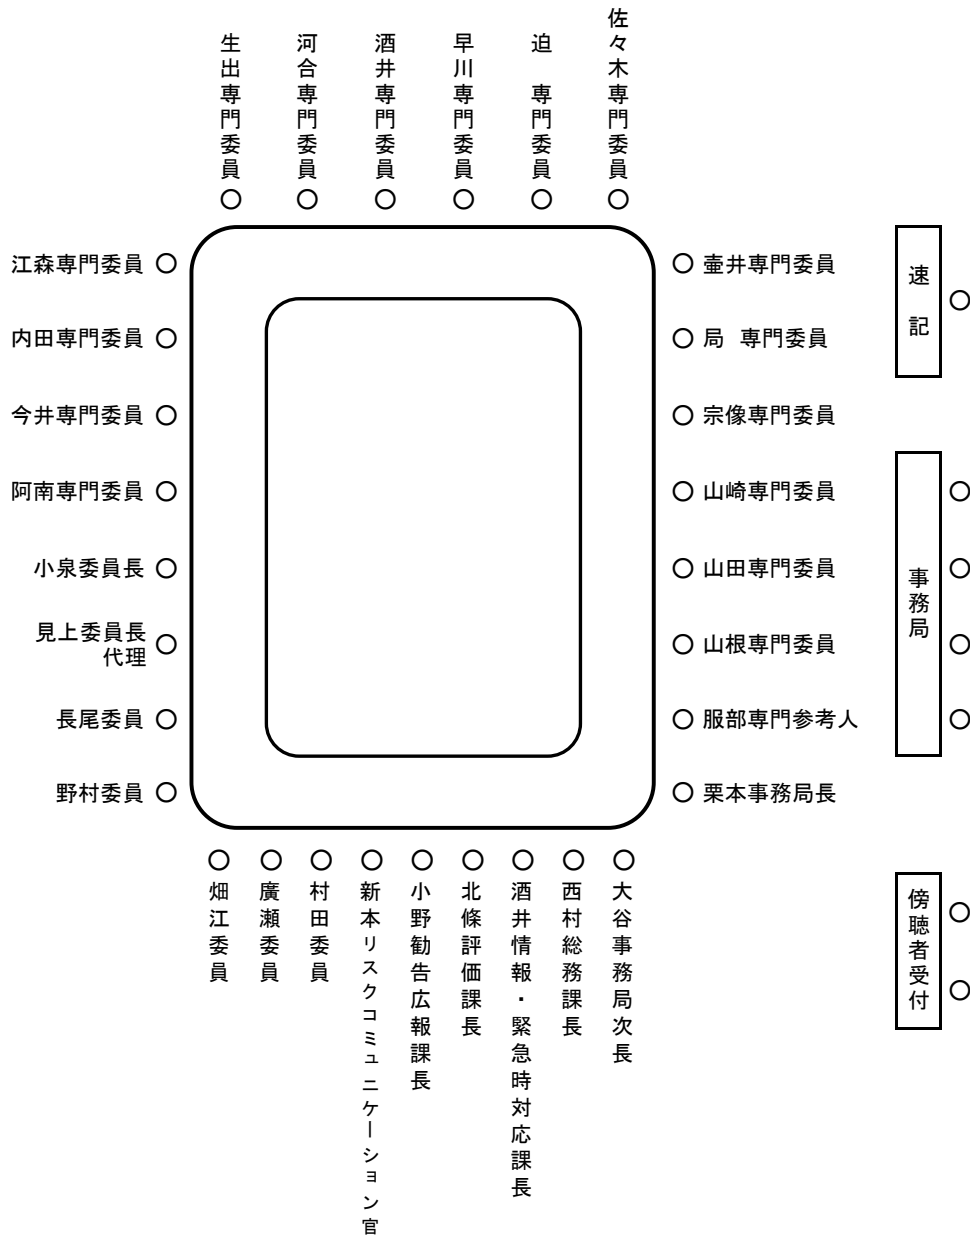 生出専門委員
河合専門委員
酒井専門委員
早川専門委員
迫　専門委員
佐々木専門委員
江森専門委員
内田専門委員
今井専門委員
阿南専門委員
小泉委員長
見上委員長
代理
長尾委員
野村委員
壷井専門委員
局　専門委員
宗像専門委員
山崎専門委員
山田専門委員
山根専門委員
服部専門参考人
栗本事務局長
畑江委員
廣瀬委員
村田委員
新本リスクコミュニケーション官
小野勧告広報課長
北條評価課長
酒井情報・緊急時対応課長
西村総務課長
大谷事務局次長
速　記
事務局
傍聴者受付